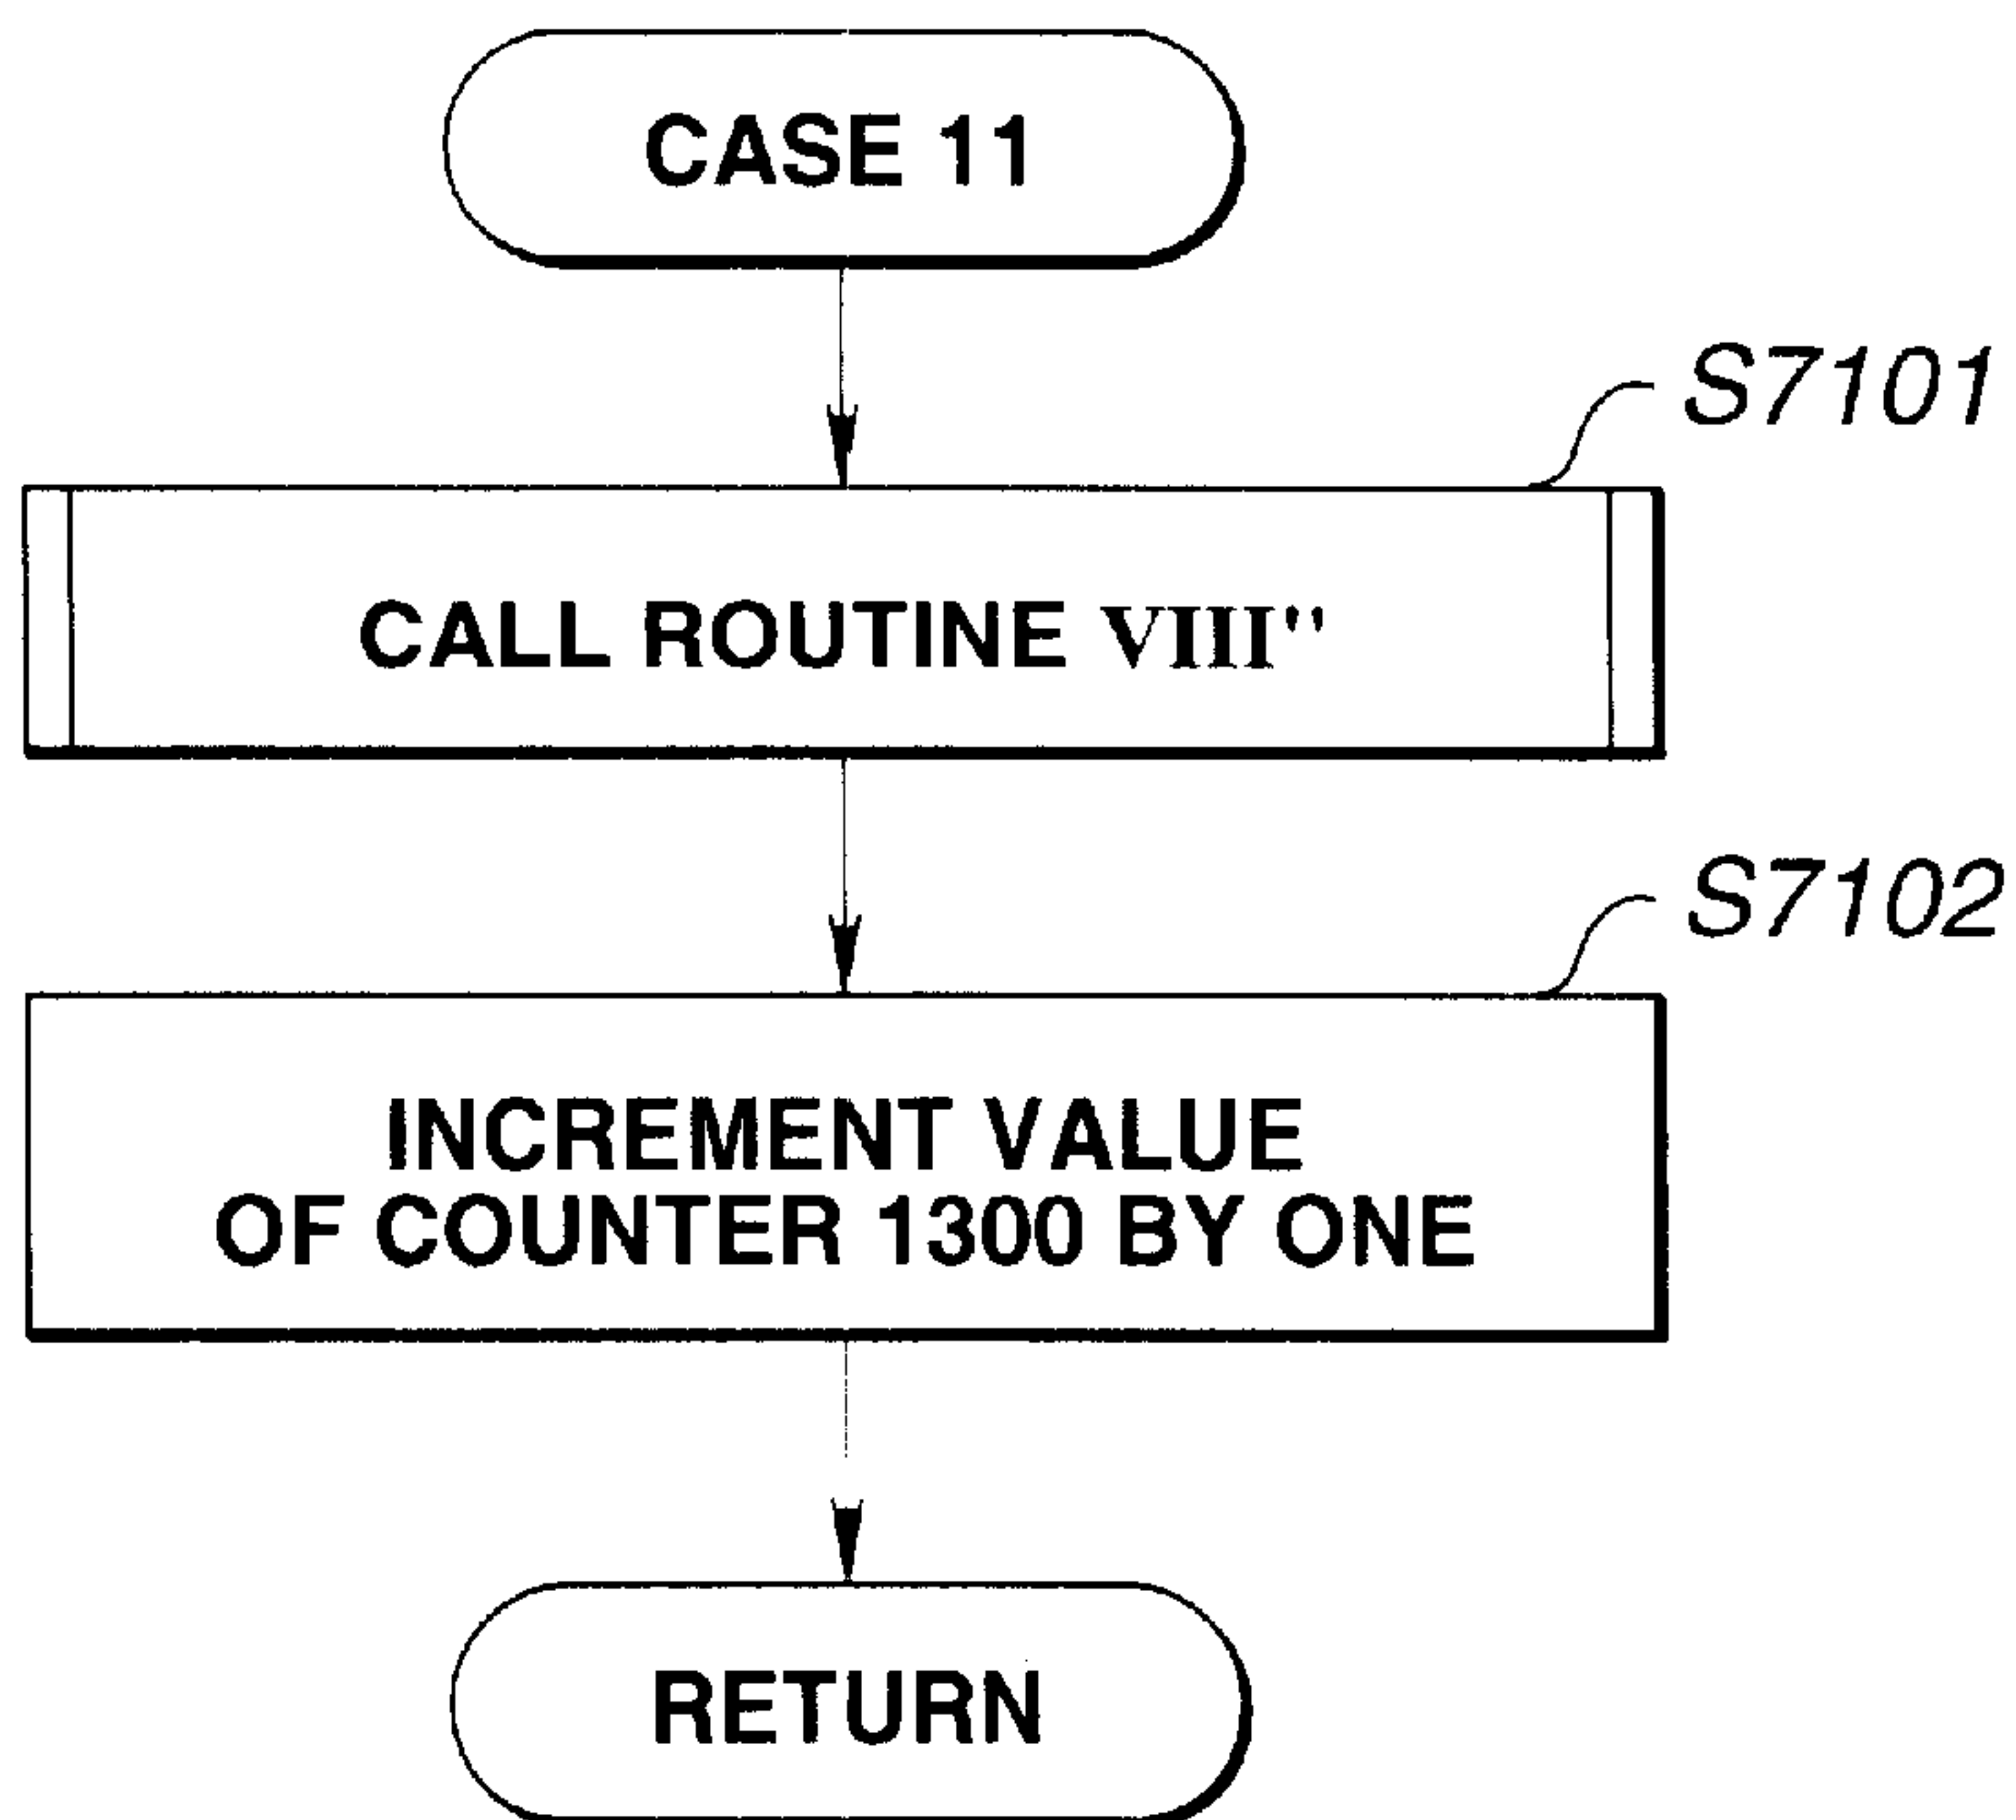 CASE 11
S7101
CALL ROUTINE VIII"
S7102
INCREMENT VALUE
OF COUNTER 1300 BY ONE
RETURN